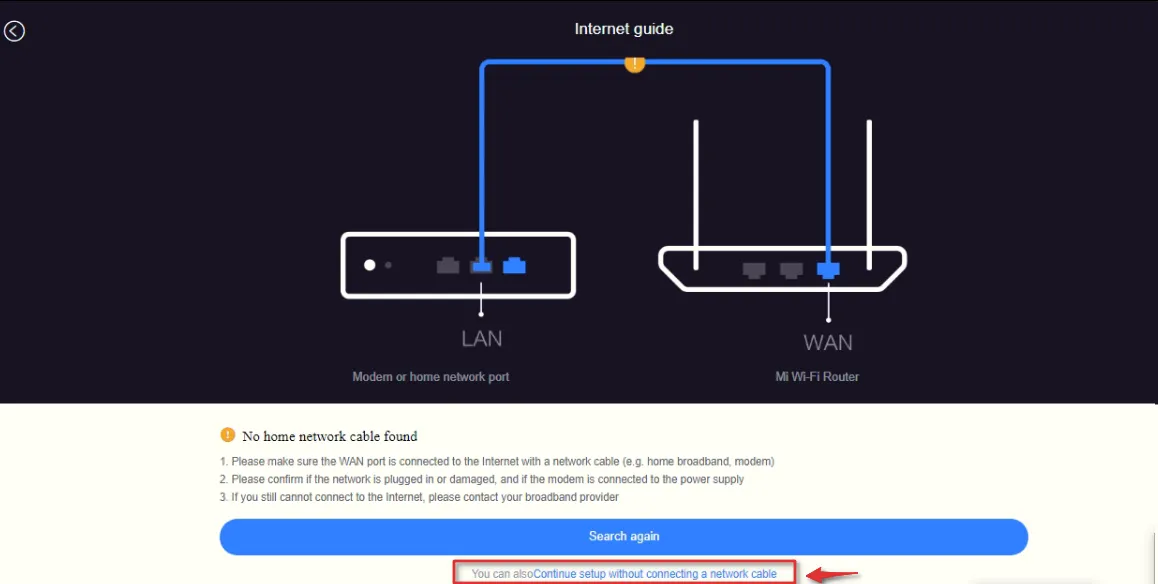 Internet guide
LAN
WAN
Modem or home network port
Mi Wi-Fi Router
No home network cable found
1. Please make sure the WAN port is connected to the Internet with a network cable (e.g. home broadband, modem)
2. Please confirm if the network is plugged in or damaged, and if the modem is connected to the power supply
3. If you still cannot connect to the Internet, please contact your broadband provider
Search again
You can alsoContinue setup without connecting a network cable